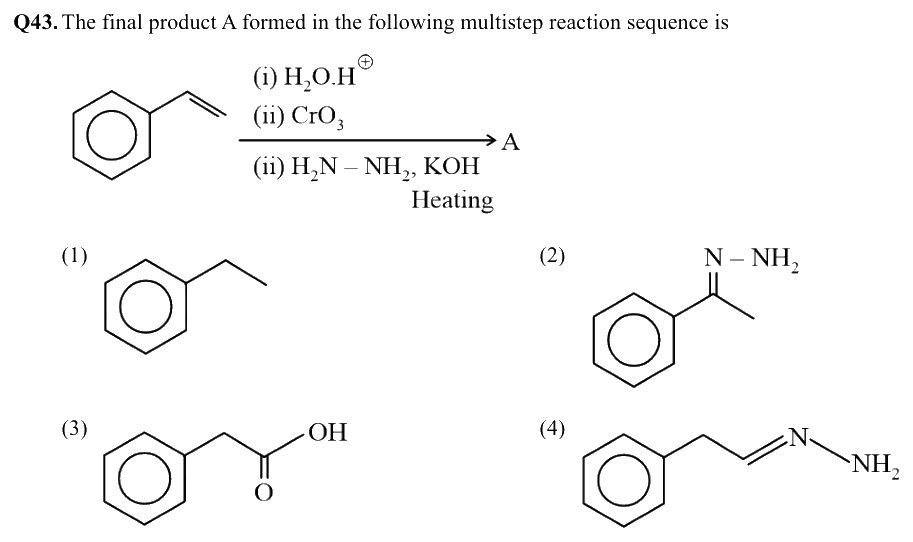 Q43. The final product A formed in the following multistep reaction sequence is
(i) H₂O.H⊕
(ii) CrO₃
A
(ii) H₂N – NH₂, KOH
Heating
(1)
(2)
N – NH₂
(3)
OH
O
(4)
N
NH₂